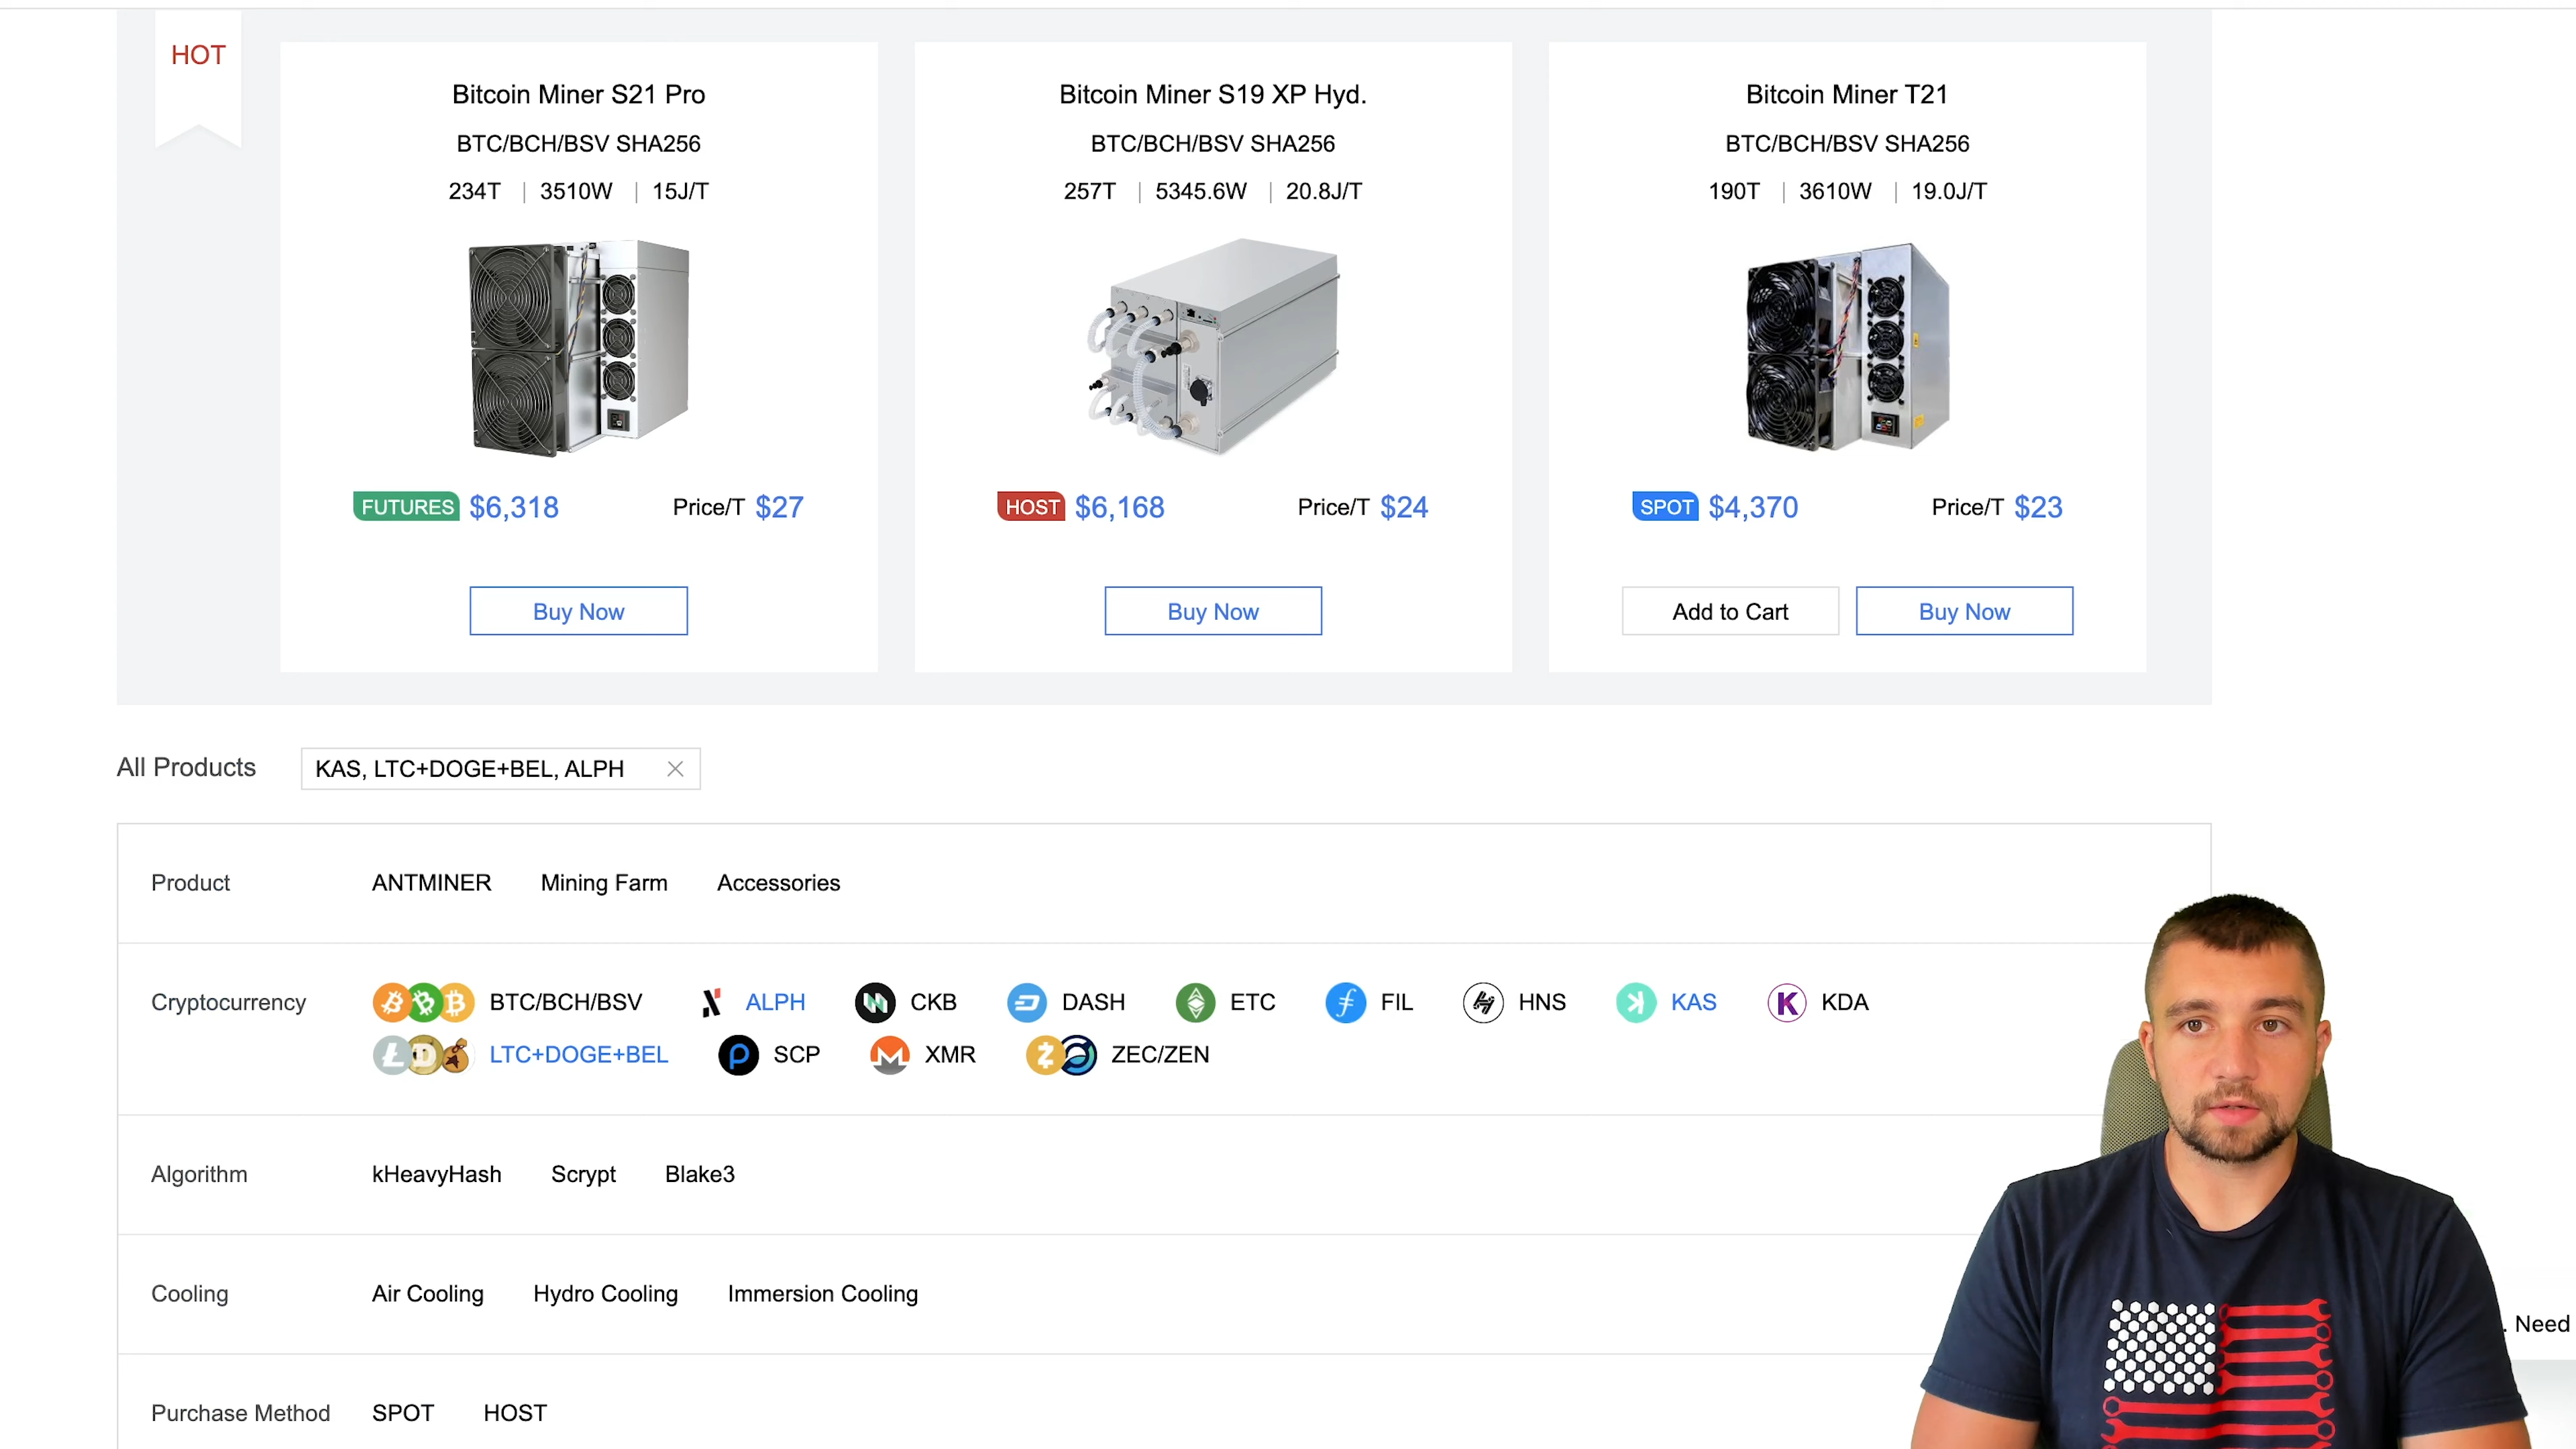 HOT
Bitcoin Miner S21 Pro
BTC/BCH/BSV SHA256
234T | 3510W | 15J/T
FUTURES $6,318 Price/T $27
Buy Now
Bitcoin Miner S19 XP Hyd.
BTC/BCH/BSV SHA256
257T | 5345.6W | 20.8J/T
HOST $6,168 Price/T $24
Buy Now
Bitcoin Miner T21
BTC/BCH/BSV SHA256
190T | 3610W | 19.0J/T
SPOT $4,370 Price/T $23
Add to Cart Buy Now
All Products KAS, LTC+DOGE+BEL, ALPH
Product ANTMINER Mining Farm Accessories
Cryptocurrency BTC/BCH/BSV ALPH CKB DASH ETC FIL HNS KAS KDA
LTC+DOGE+BEL SCP XMR ZEC/ZEN
Algorithm kHeavyHash Scrypt Blake3
Cooling Air Cooling Hydro Cooling Immersion Cooling
. Need
Purchase Method SPOT HOST